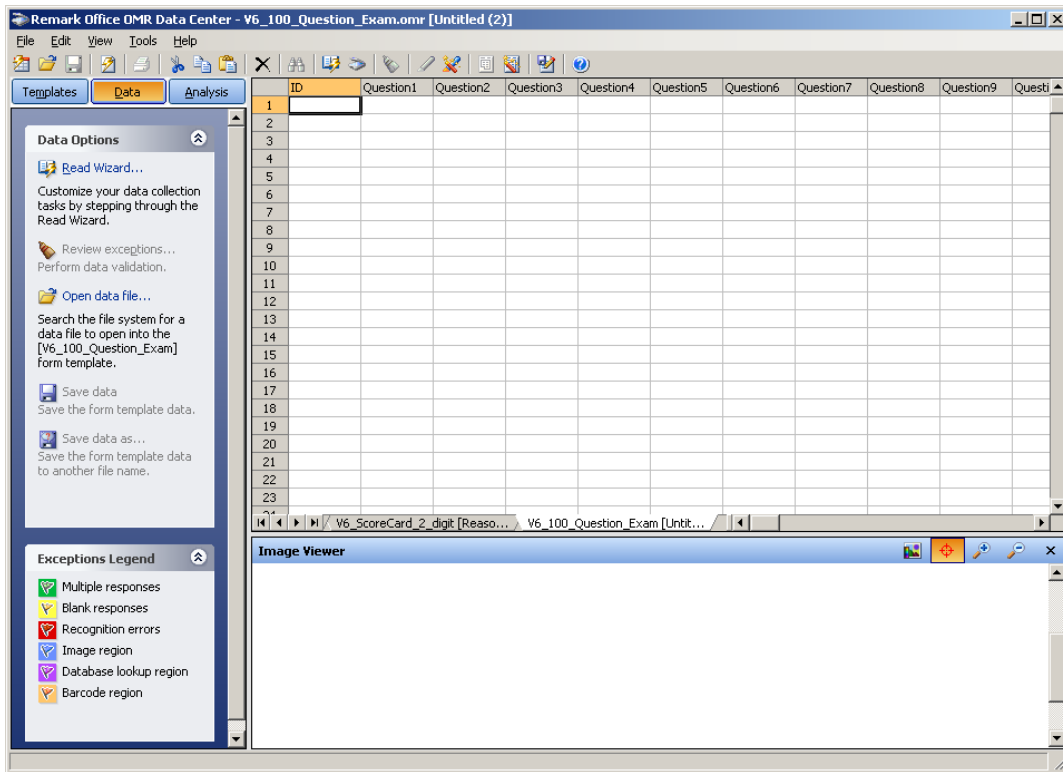 Remark Office OMR Data Center - V6_100_Question_Exam.omr [Untitled (2)]
File Edit View Tools Help
Templates Data Analysis
Data Options
Read Wizard...
Customize your data collection
tasks by stepping through the
Read Wizard.
Review exceptions...
Perform data validation.
Open data file...
Search the file system for a
data file to open into the
[V6_100_Question_Exam]
form template.
Save data
Save the form template data.
Save data as...
Save the form template data
to another file name.
Exceptions Legend
Multiple responses
Blank responses
Recognition errors
Image region
Database lookup region
Barcode region
ID Question1 Question2 Question3 Question4 Question5 Question6 Question7 Question8 Question9 Questi
1
2
3
4
5
6
7
8
9
10
11
12
13
14
15
16
17
18
19
20
21
22
23
24
V6_ScoreCard_2_digit [Reaso... V6_100_Question_Exam [Untit...
Image Viewer